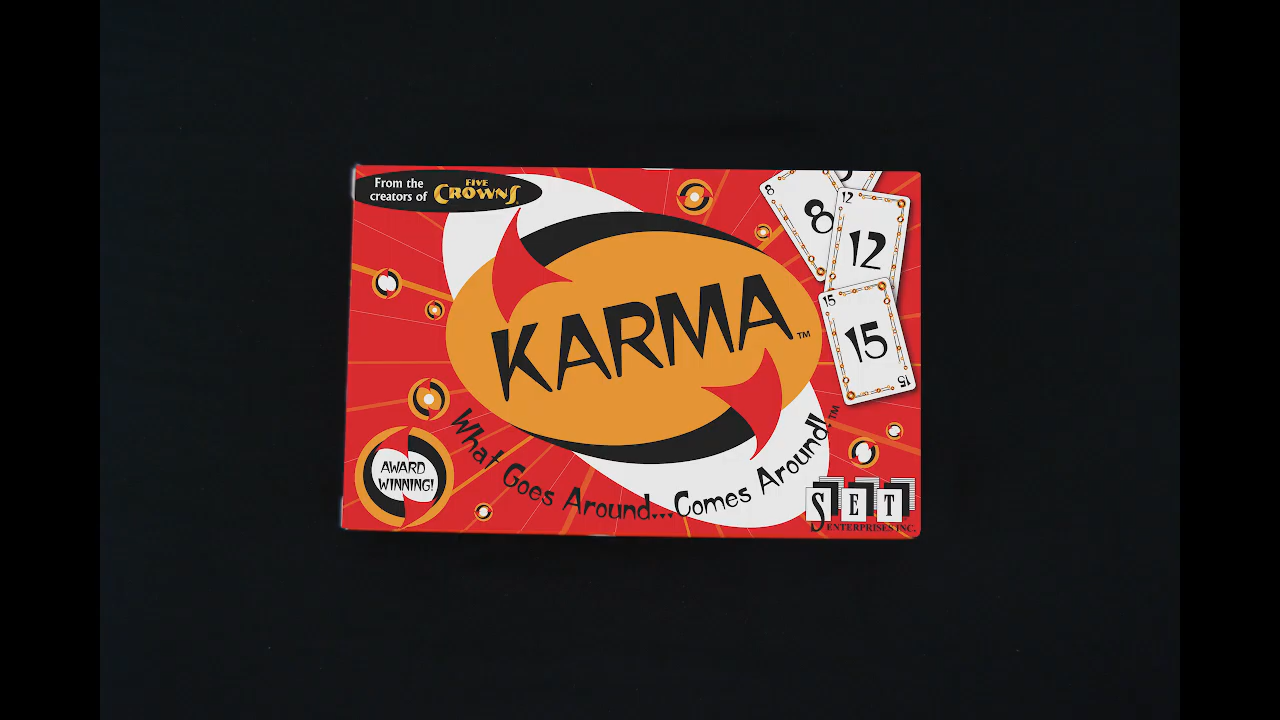 From the
creators of
FIVE
CROWNS
8
8
12
12
KARMA™
15
15
15
What Goes Around...Comes Around!™
AWARD
WINNING!
SET
ENTERPRISES INC.